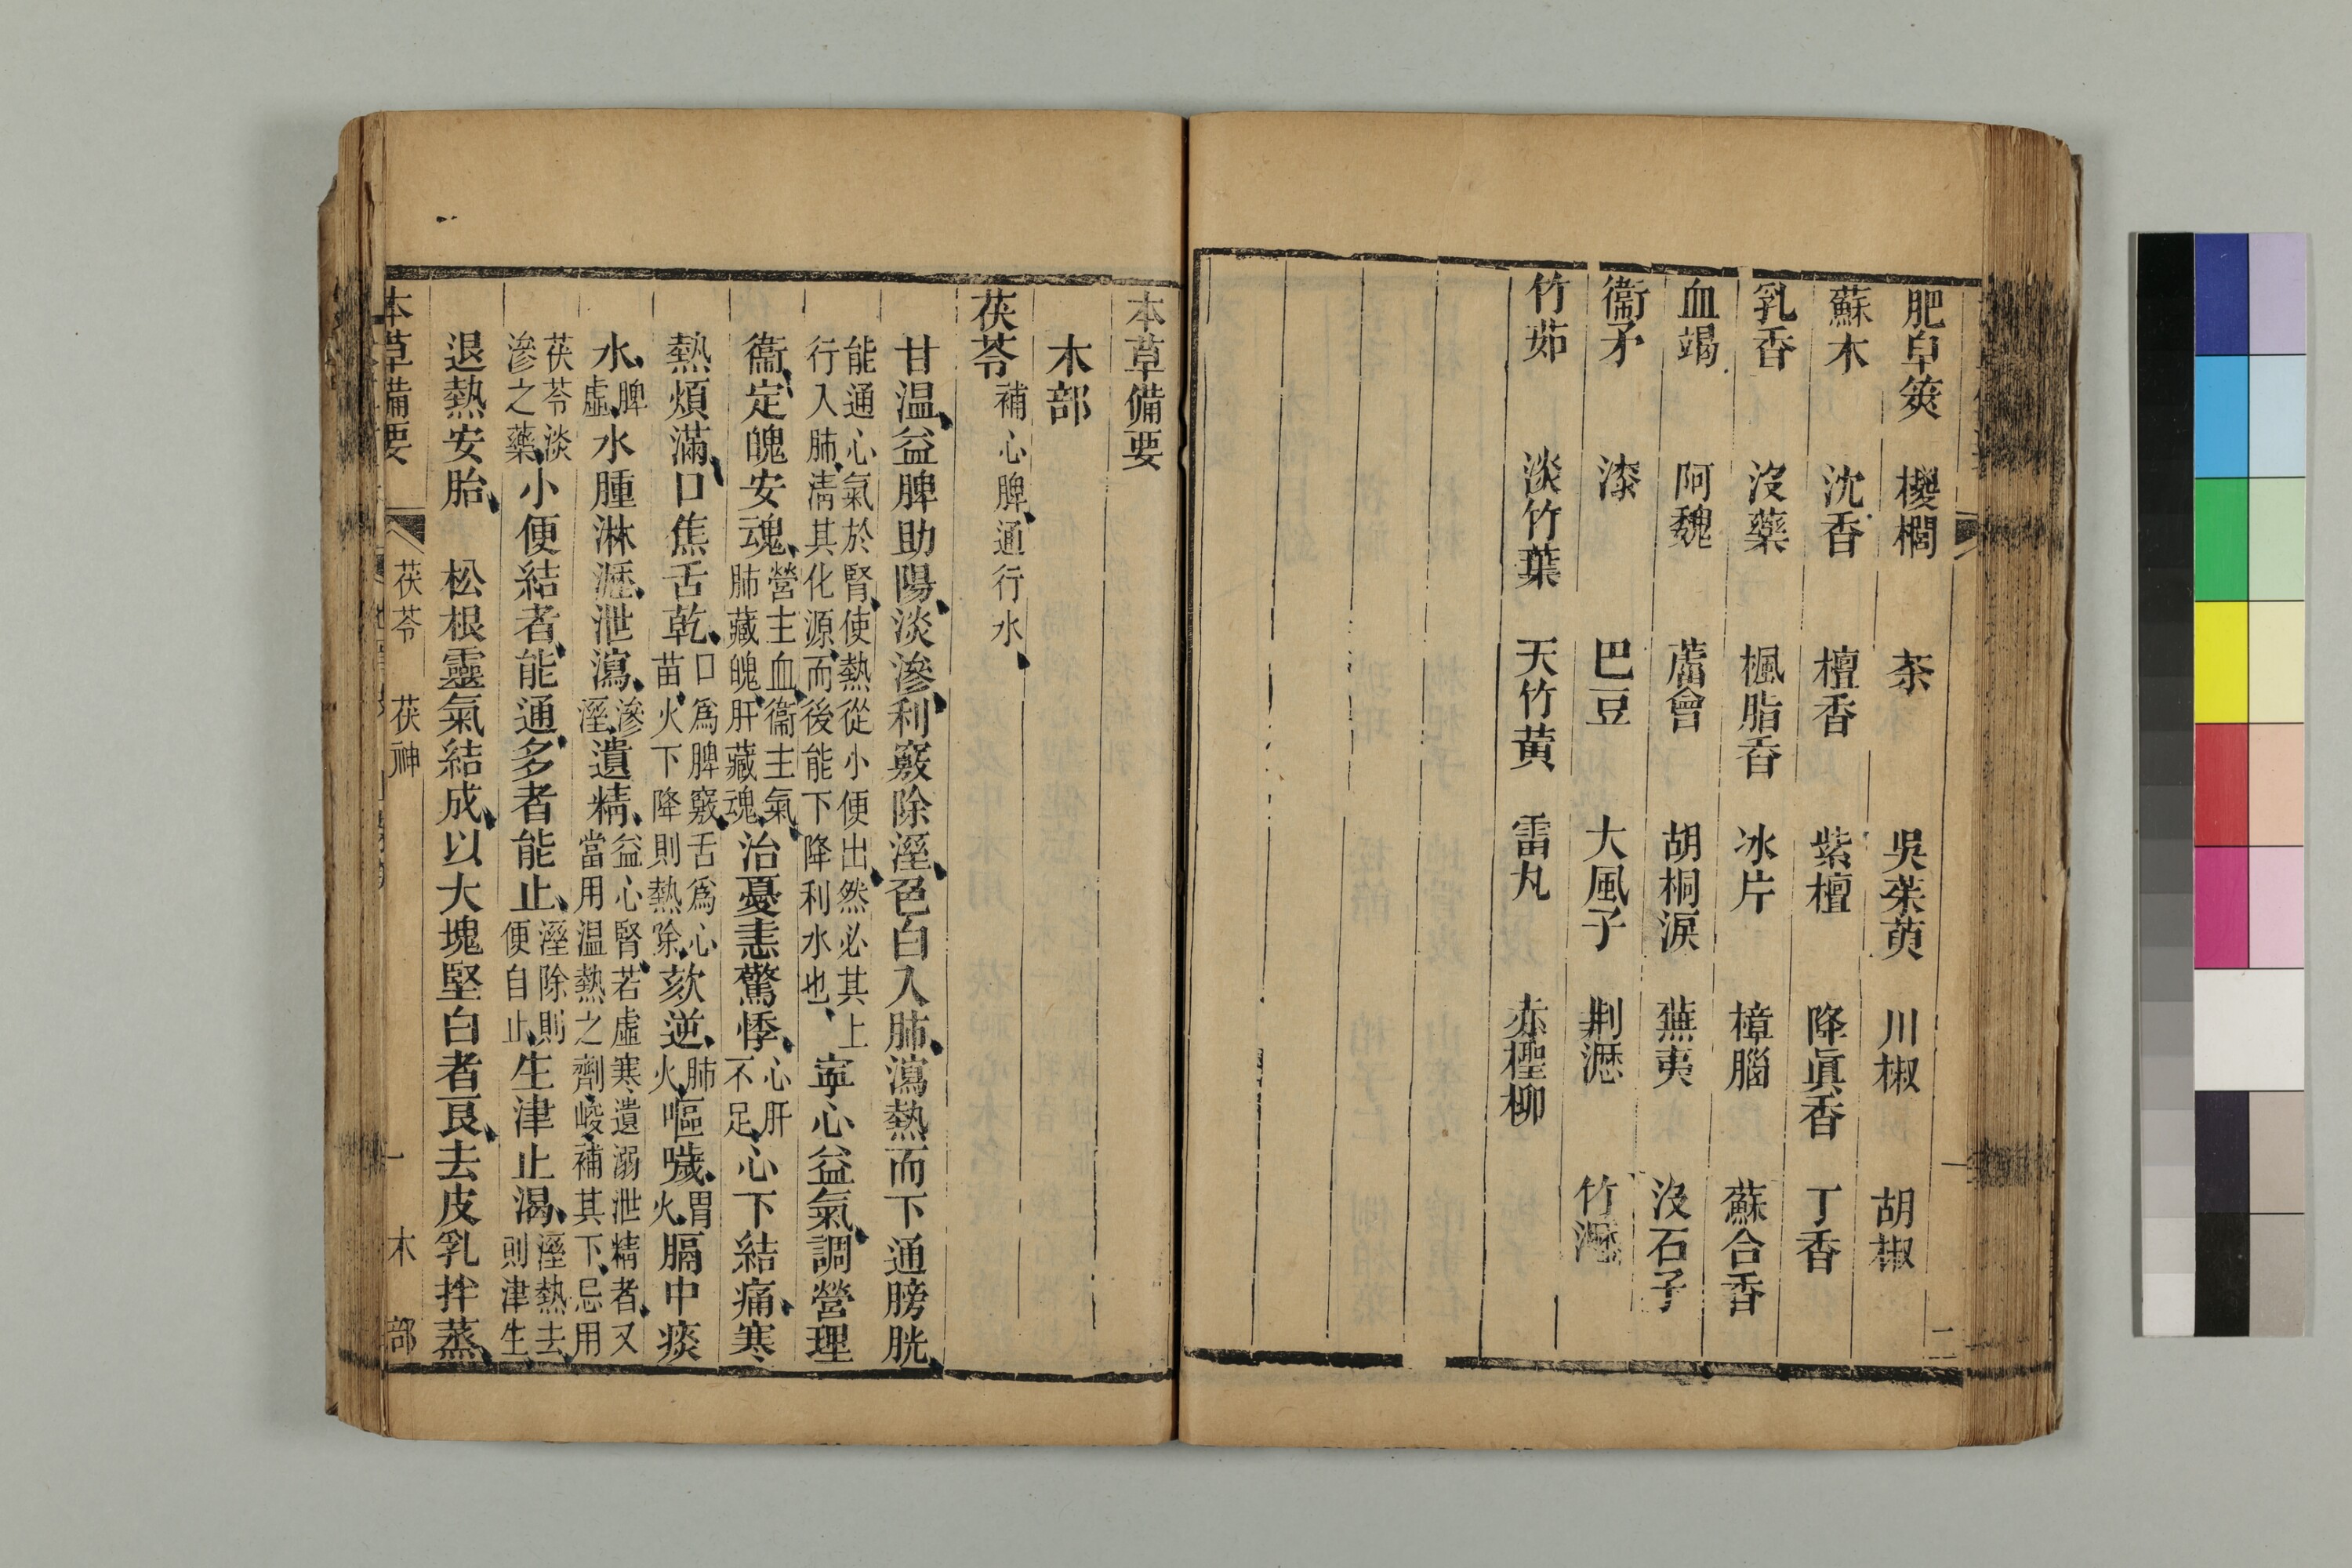 肥皁筴 椶櫚 茶 吳茱萸 川椒 胡椒
蘇木 沈香 檀香 紫檀 降眞香 丁香
乳香 沒藥 楓脂香 冰片 樟腦 蘇合香
血竭 阿魏 蘆會 胡桐淚 蕪荑 沒石子
衞矛 漆 巴豆 大風子 荆瀝 竹瀝
竹茹 淡竹葉 天竹黃 雷丸 赤檉柳
二
本草備要
木部
茯苓 補心脾通行水
甘温益脾助陽淡滲利竅除溼色白入肺瀉熱而下通膀胱
能通心氣於腎使熱從小便出然必其上行入肺淸其化源而後能下降利水也 寧心益氣調營理
衞定魄安魂 營主血衞主氣肺藏魄肝藏魂 治憂恚驚悸 心肝不足 心下結痛寒
熱煩滿口焦舌乾 口爲脾竅舌爲心苗火下降則熱除 欬逆 肺火 嘔噦 胃火 膈中痰
水 脾虛 水腫淋瀝泄瀉 滲溼 遺精 益心腎若虛寒遺溺泄精者又當用温熱之劑峻補其下忌用
茯苓淡滲之藥 小便結者能通多者能止 溼除則便自止 生津止渴 溼熱去則津生
退熱安胎 松根靈氣結成以大塊堅白者良去皮乳拌蒸
本草備要 茯苓 茯神 一 木部